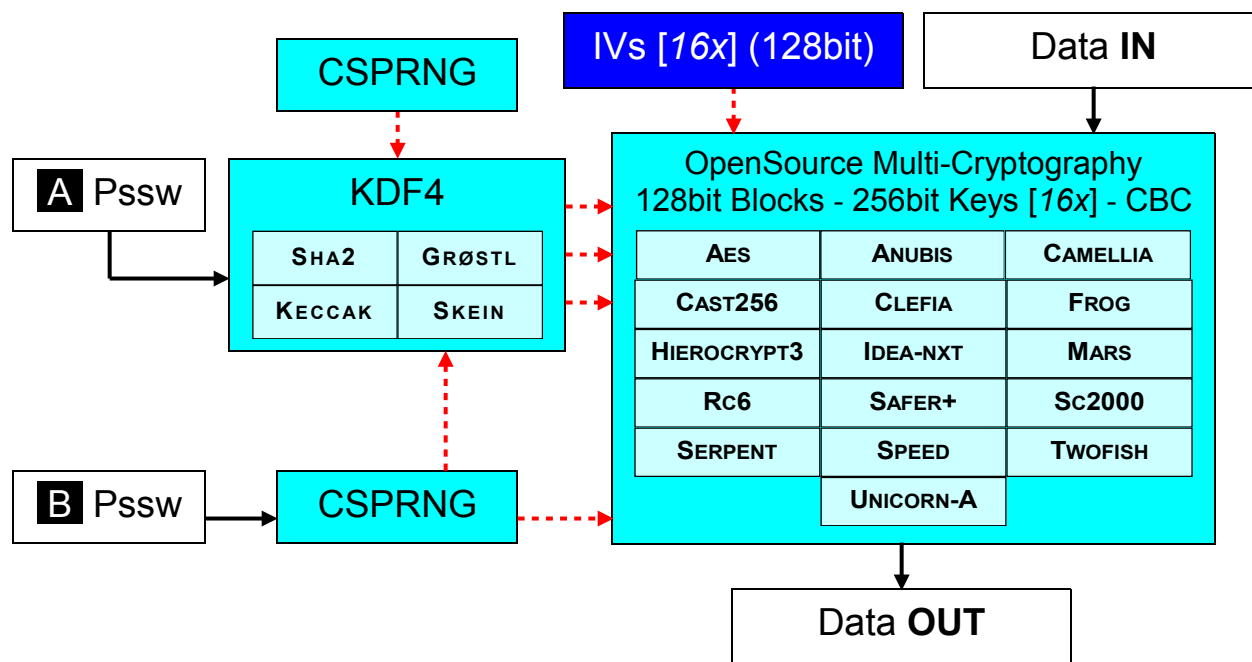 CSPRNG
IVs [16x] (128bit)
Data IN
A Pssw
KDF4
SHA2 GRØSTL
KECCAK SKEIN
OpenSource Multi-Cryptography
128bit Blocks - 256bit Keys [16x] - CBC
AES ANUBIS CAMELLIA
CAST256 CLEFIA FROG
HIEROCRYPT3 IDEA-NXT MARS
RC6 SAFER+ SC2000
SERPENT SPEED TWOFISH
UNICORN-A
B Pssw
CSPRNG
Data OUT